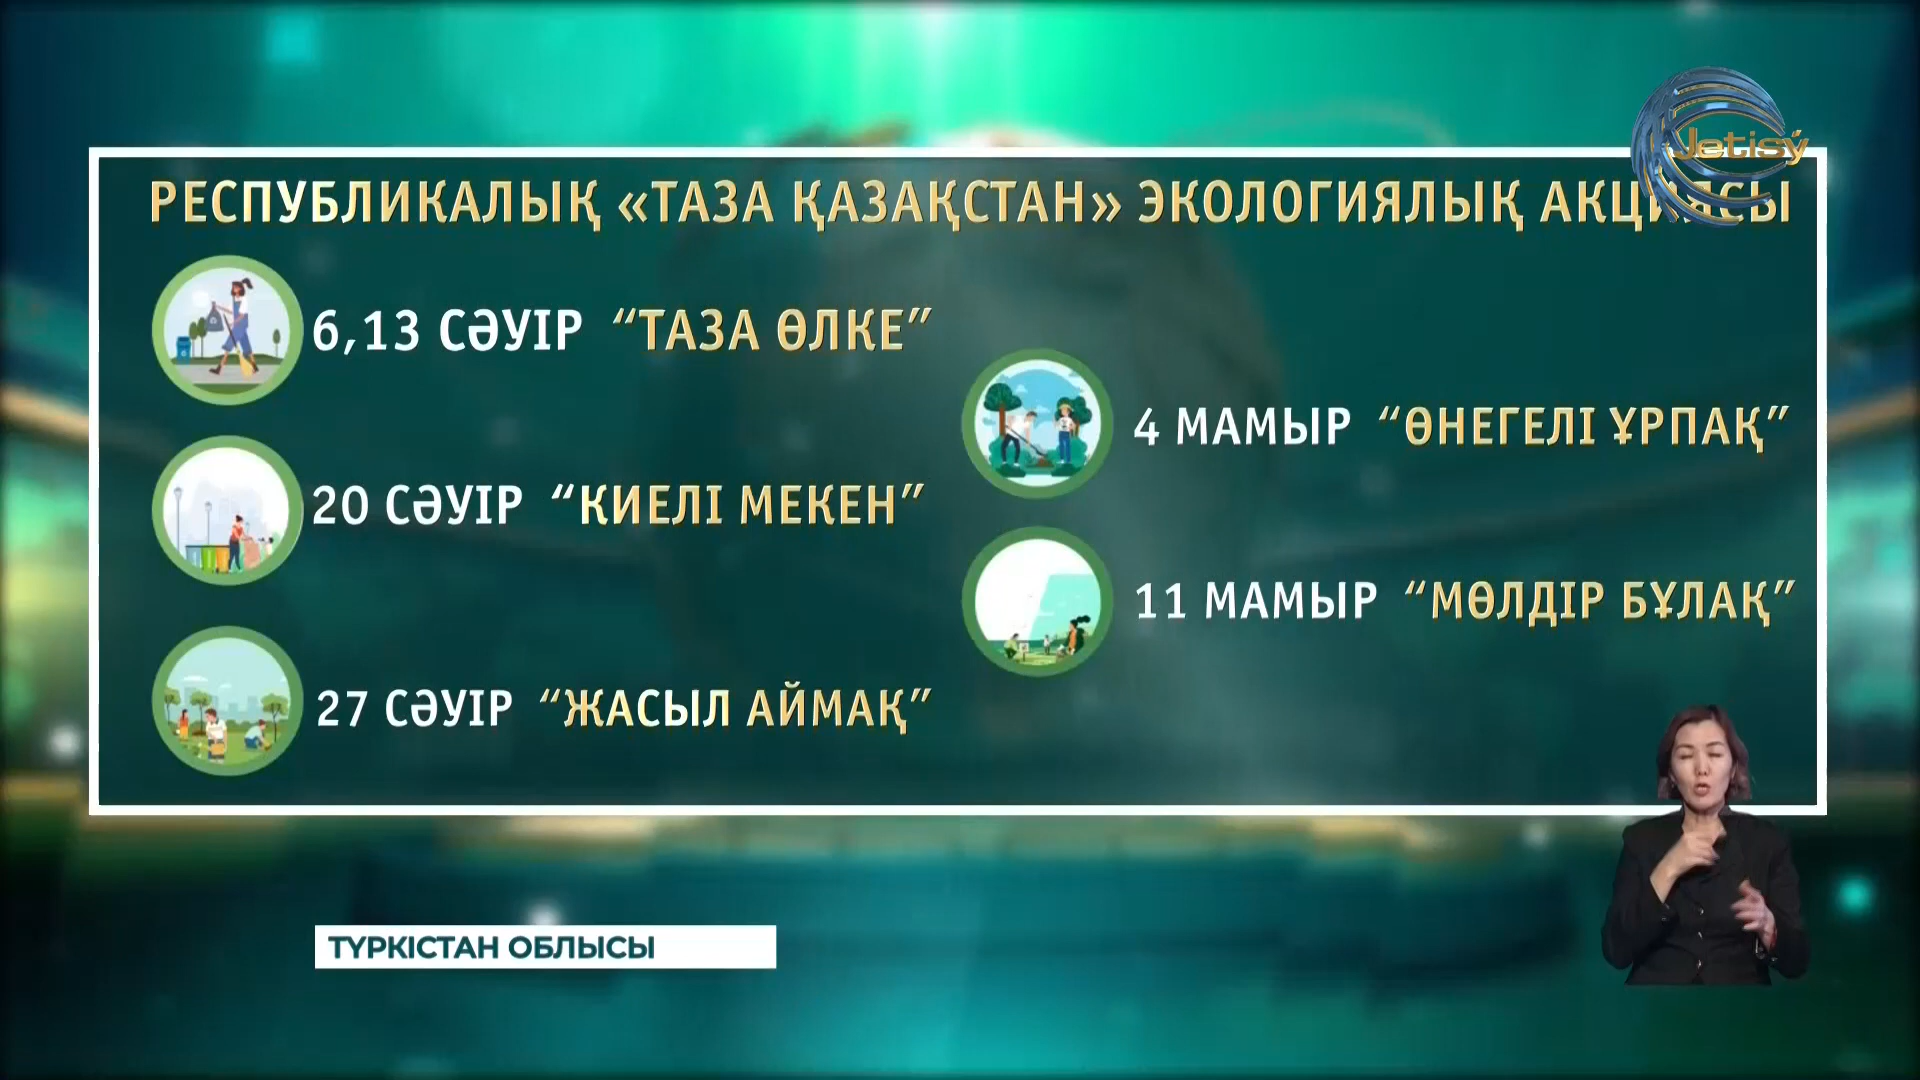 Jetisý
РЕСПУБЛИКАЛЫҚ «ТАЗА ҚАЗАҚСТАН» ЭКОЛОГИЯЛЫҚ АКЦИЯСЫ
6,13 СӘУІР “ТАЗА ӨЛКЕ”
20 СӘУІР “КИЕЛІ МЕКЕН”
27 СӘУІР “ЖАСЫЛ АЙМАҚ”
4 МАМЫР “ӨНЕГЕЛІ ҰРПАҚ”
11 МАМЫР “МӨЛДІР БҰЛАҚ”
ТҮРКІСТАН ОБЛЫСЫ